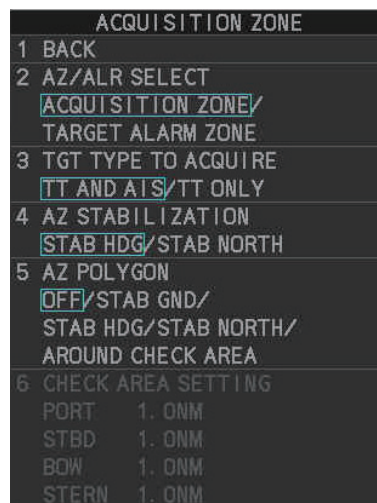 ACQUISITION ZONE
1 BACK
2 AZ/ALR SELECT
ACQUISITION ZONE/
TARGET ALARM ZONE
3 TGT TYPE TO ACQUIRE
TT AND AIS/TT ONLY
4 AZ STABILIZATION
STAB HDG/STAB NORTH
5 AZ POLYGON
OFF/STAB GND/
STAB HDG/STAB NORTH/
AROUND CHECK AREA
6 CHECK AREA SETTING
PORT 1.0NM
STBD 1.0NM
BOW 1.0NM
STERN 1.0NM